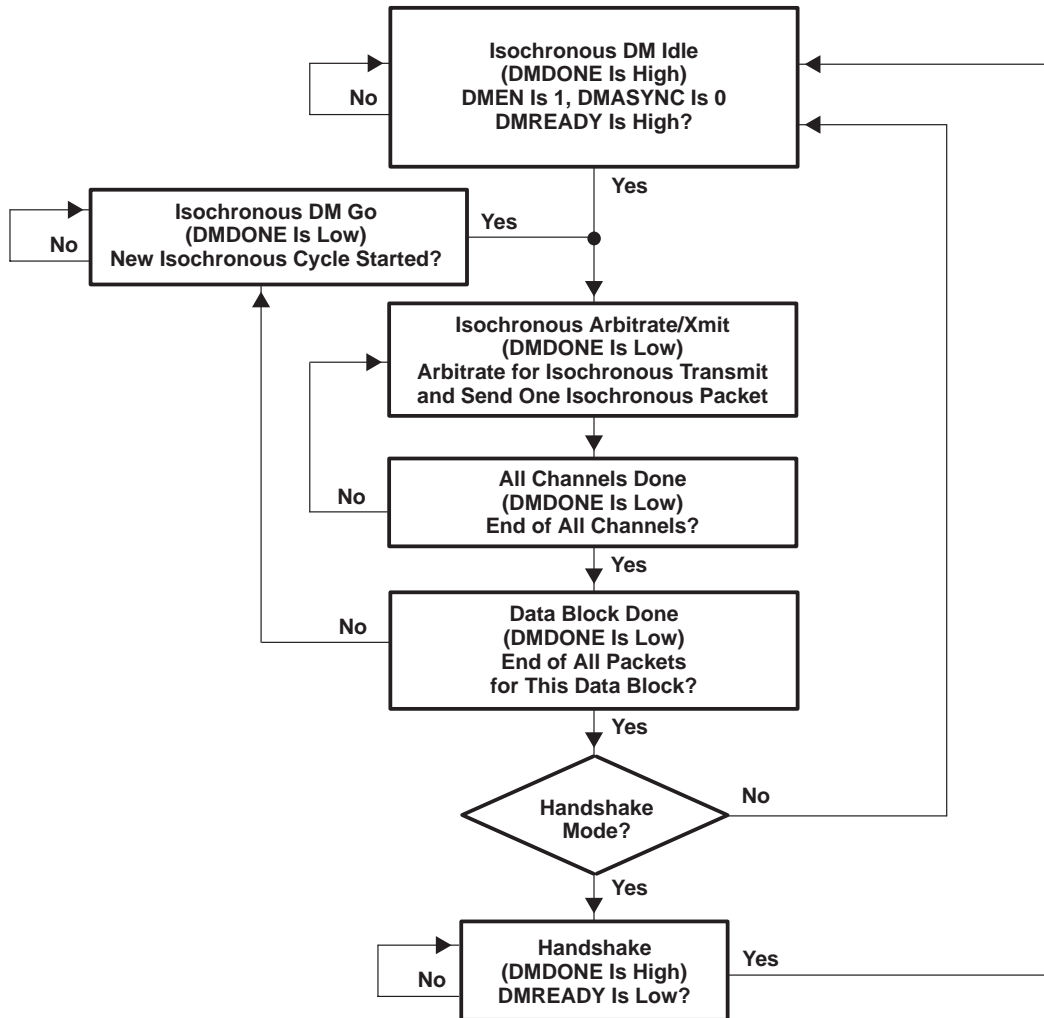 Isochronous DM Idle
(DMDONE Is High)
DMEN Is 1, DMASYNC Is 0
DMREADY Is High?
No
Yes
Isochronous DM Go
(DMDONE Is Low)
New Isochronous Cycle Started?
No
Yes
Isochronous Arbitrate/Xmit
(DMDONE Is Low)
Arbitrate for Isochronous Transmit
and Send One Isochronous Packet
All Channels Done
(DMDONE Is Low)
End of All Channels?
No
Yes
Data Block Done
(DMDONE Is Low)
End of All Packets
for This Data Block?
No
Yes
Handshake
Mode?
No
Yes
Handshake
(DMDONE Is High)
DMREADY Is Low?
No
Yes